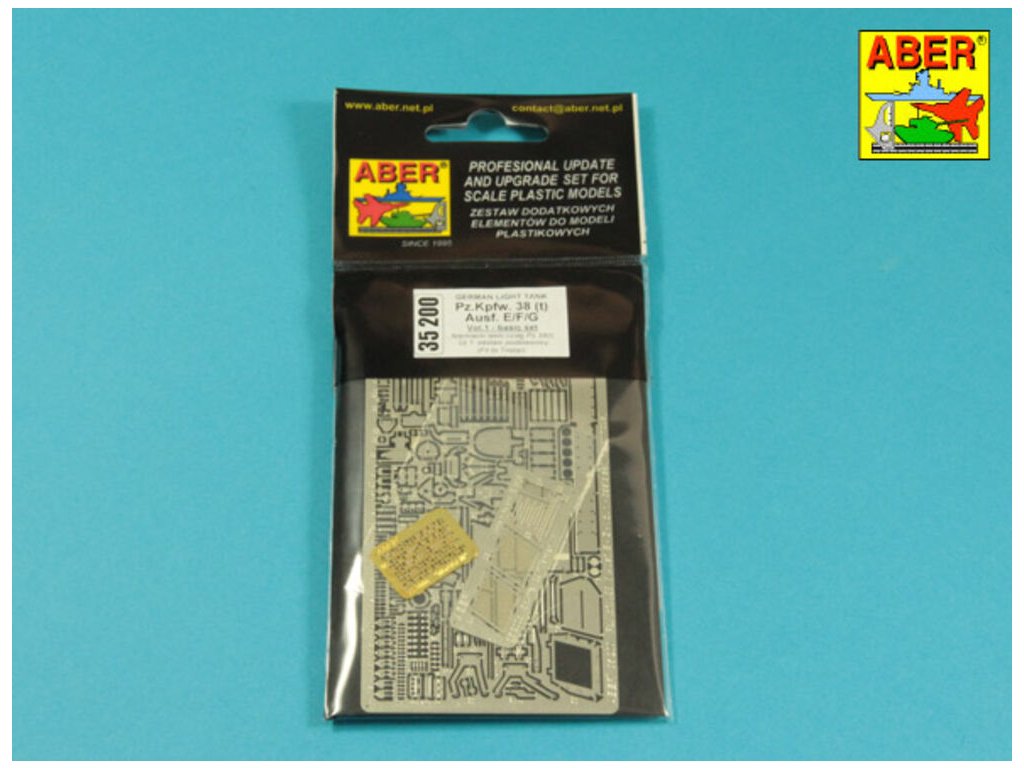 ABER®
www.aber.net.pl
contact@aber.net.pl
ABER®
SINCE 1995
PROFESIONAL UPDATE
AND UPGRADE SET FOR
SCALE PLASTIC MODELS
ZESTAW DODATKOWYCH
ELEMENTÓW DO MODELI
PLASTIKOWYCH
35 200
GERMAN LIGHT TANK
Pz.Kpfw. 38 (t)
Ausf. E/F/G
Vol.1 - basic set